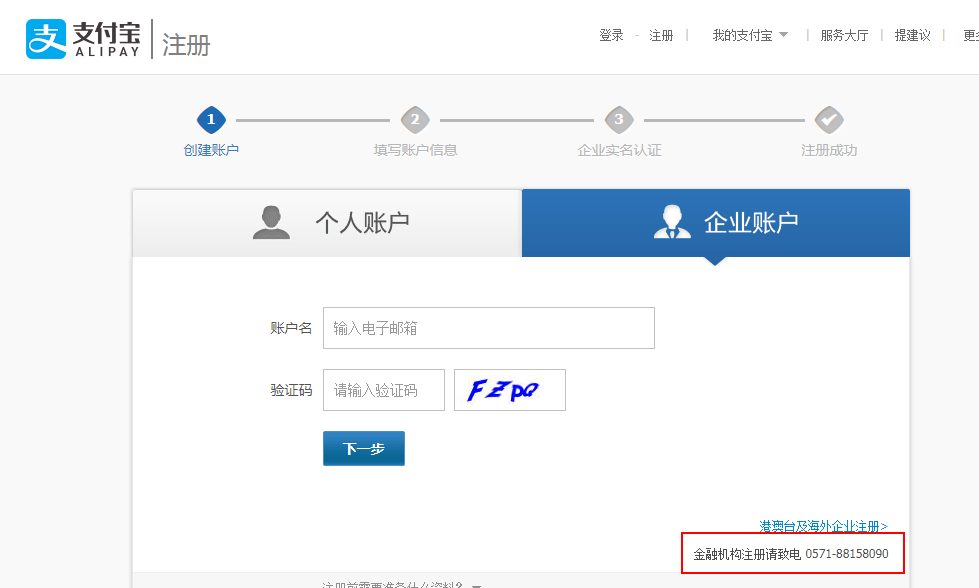 支付宝
ALIPAY
注册
登录 - 注册 | 我的支付宝 | 服务大厅 | 提建议 |
1 2 3
创建账户 填写账户信息 企业实名认证 注册成功
个人账户 企业账户
账户名 输入电子邮箱
验证码 请输入验证码 FZpQ
下一步
港澳台及海外企业注册>
金融机构注册请致电 0571-88158090
注册前需要准备什么资料?